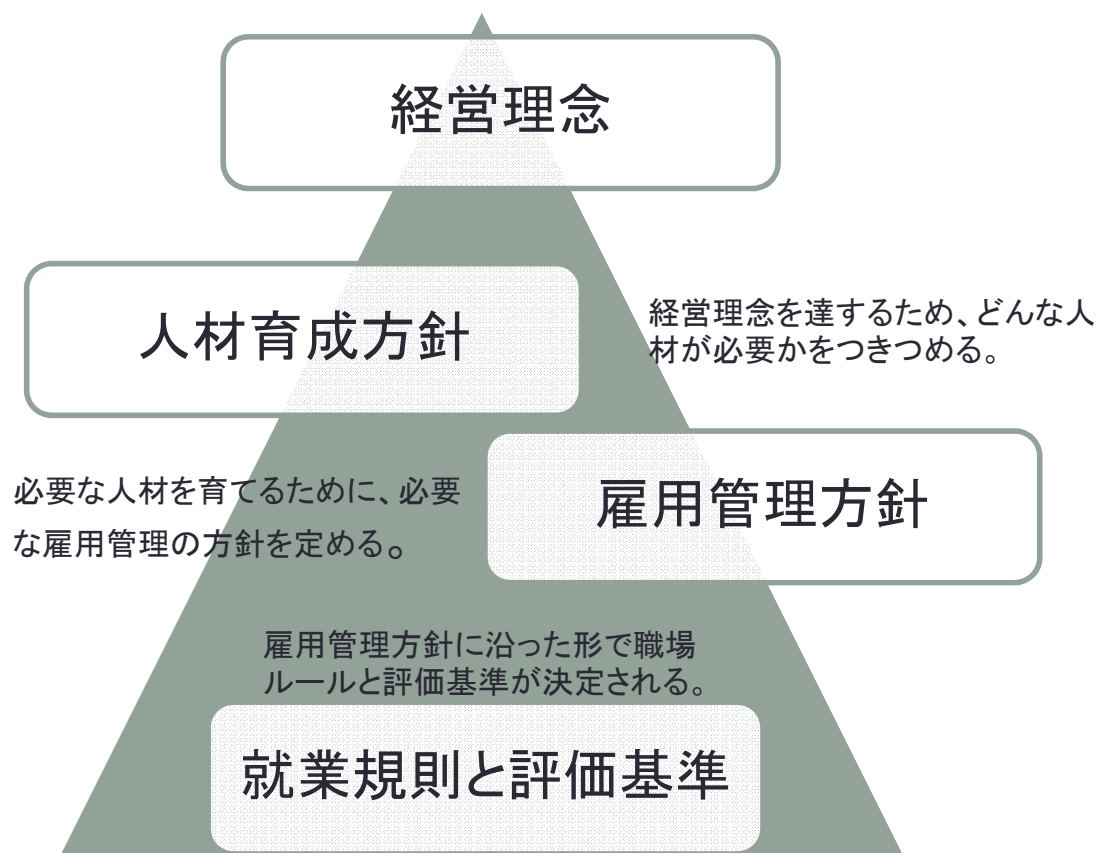 経営理念
人材育成方針
経営理念を達するため、どんな人
材が必要かをつきつめる。
必要な人材を育てるために、必要
な雇用管理の方針を定める。
雇用管理方針
雇用管理方針に沿った形で職場
ルールと評価基準が決定される。
就業規則と評価基準